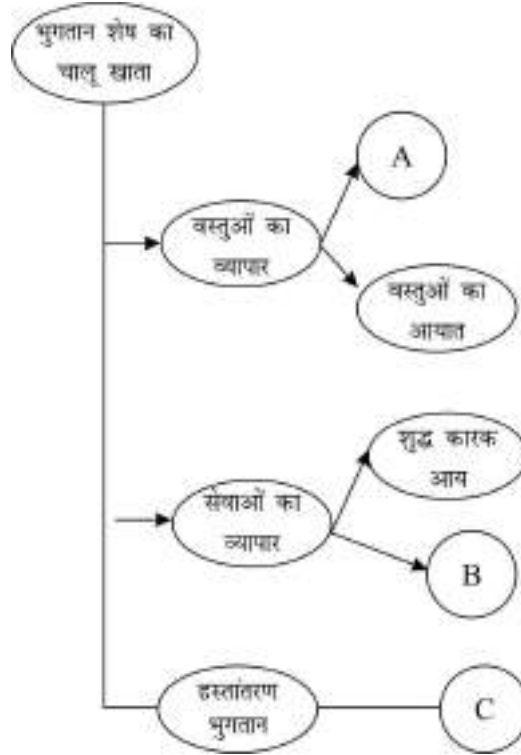 भुगतान शेष का
चालू खाता
A
वस्तुओं का
व्यापार
वस्तुओं का
आयात
शुद्ध कारक
आय
सेवाओं का
व्यापार
B
हस्तांतरण
भुगतान
C